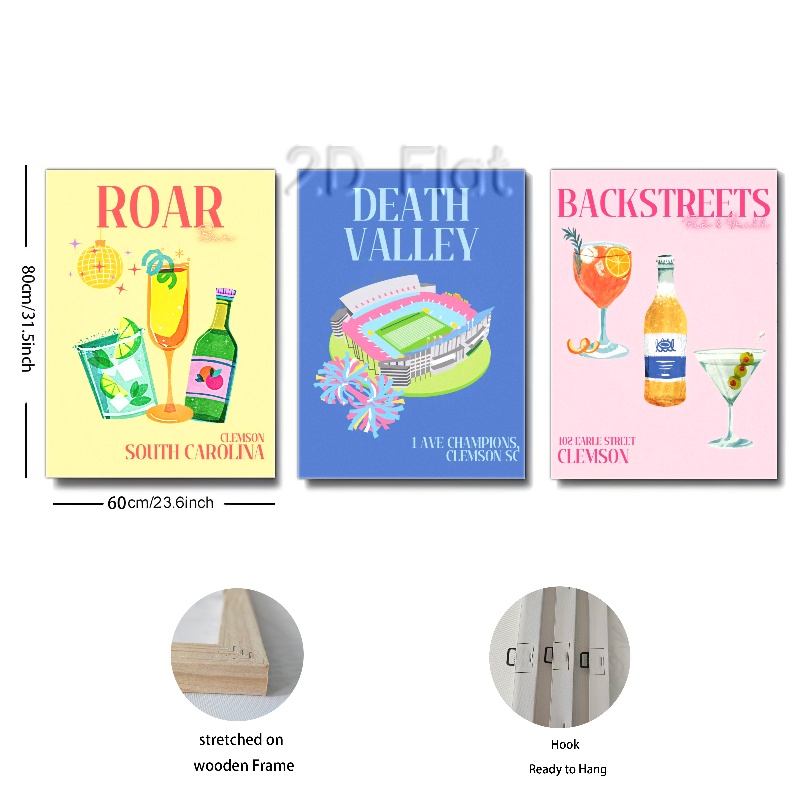 2D Flat
ROAR
Bar
DEATH
VALLEY
BACKSTREETS
80cm/31.5inch
CLEMSON
SOUTH CAROLINA
1 AVE CHAMPIONS,
CLEMSON SC
102 EARLE STREET
CLEMSON
60cm/23.6inch
stretched on
wooden Frame
Hook
Ready to Hang